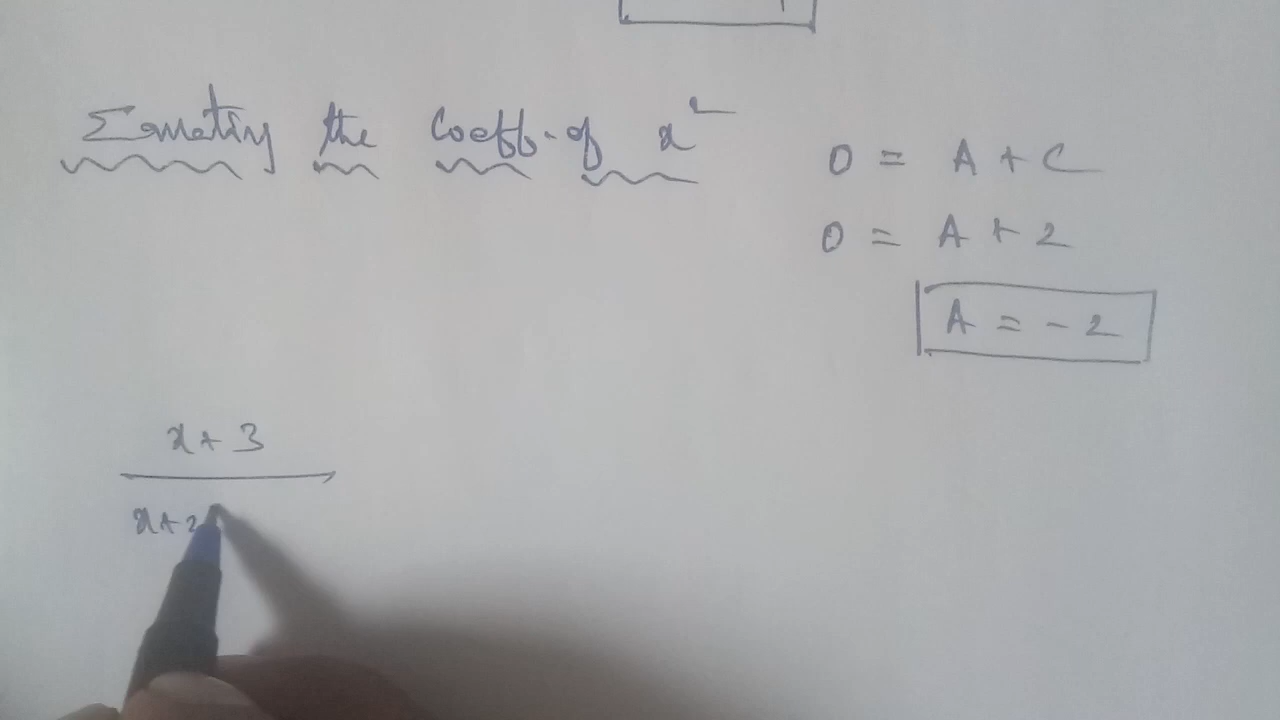 Equating the Coeff. of x²
0 = A + C
0 = A + 2
A = - 2
x + 3
x + 2